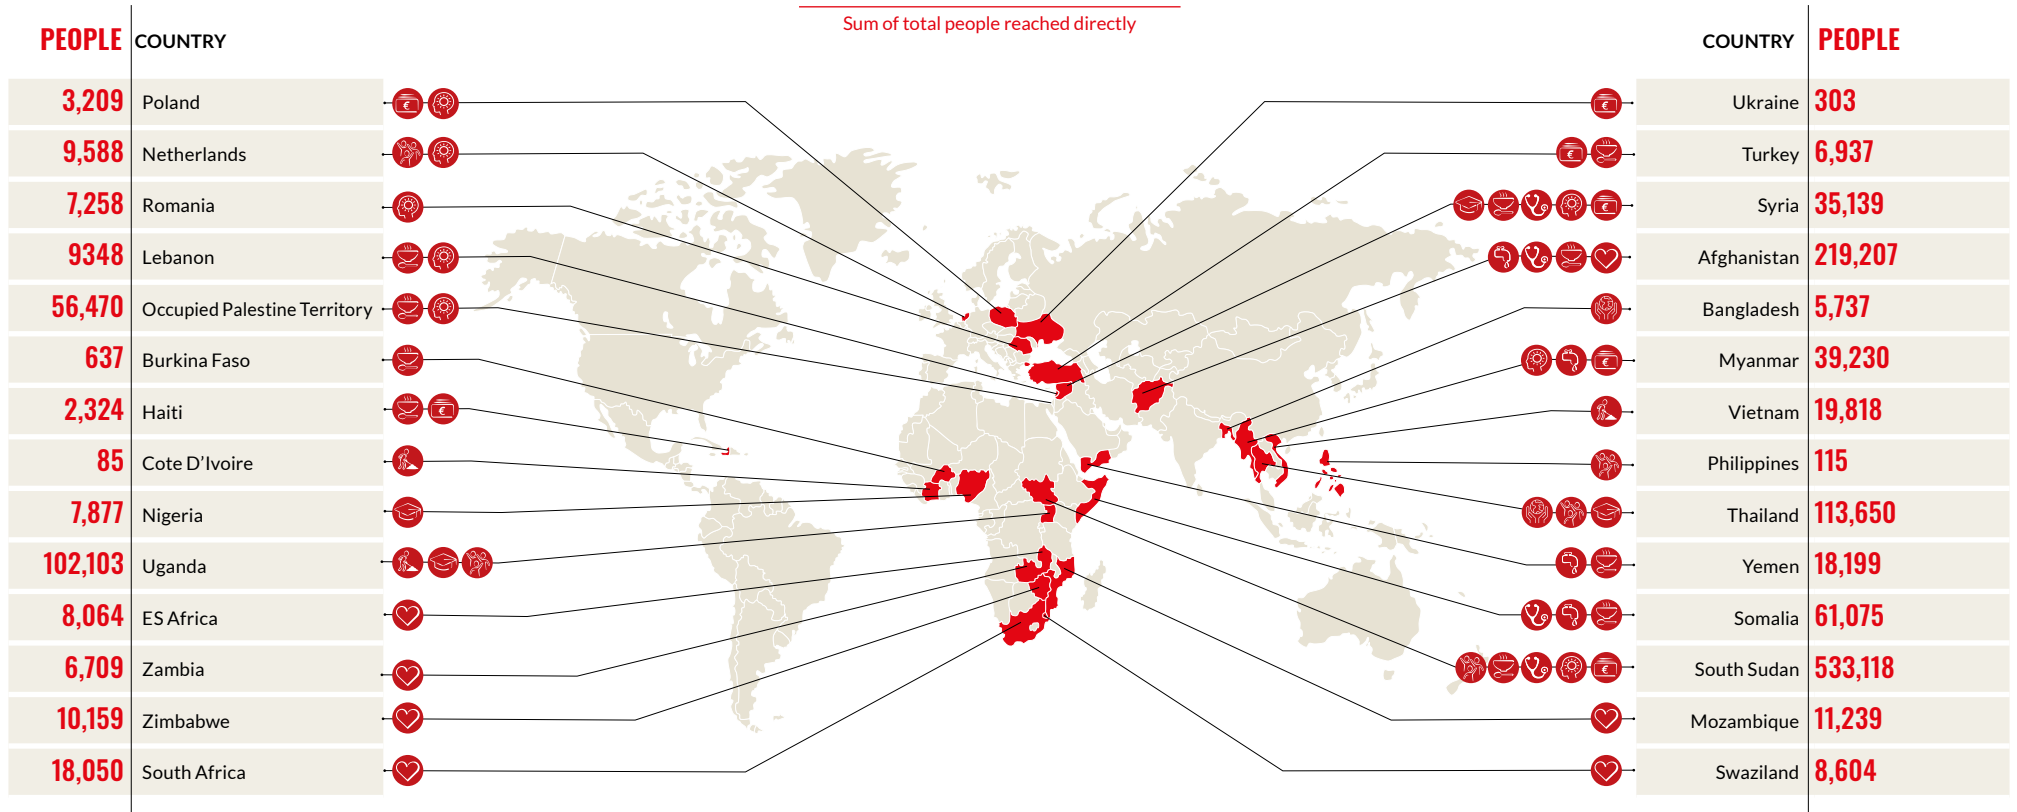 Sum of total people reached directly
PEOPLE COUNTRY
3,209 Poland
9,588 Netherlands
7,258 Romania
9348 Lebanon
56,470 Occupied Palestine Territory
637 Burkina Faso
2,324 Haiti
85 Cote D'Ivoire
7,877 Nigeria
102,103 Uganda
8,064 ES Africa
6,709 Zambia
10,159 Zimbabwe
18,050 South Africa
COUNTRY PEOPLE
Ukraine 303
Turkey 6,937
Syria 35,139
Afghanistan 219,207
Bangladesh 5,737
Myanmar 39,230
Vietnam 19,818
Philippines 115
Thailand 113,650
Yemen 18,199
Somalia 61,075
South Sudan 533,118
Mozambique 11,239
Swaziland 8,604